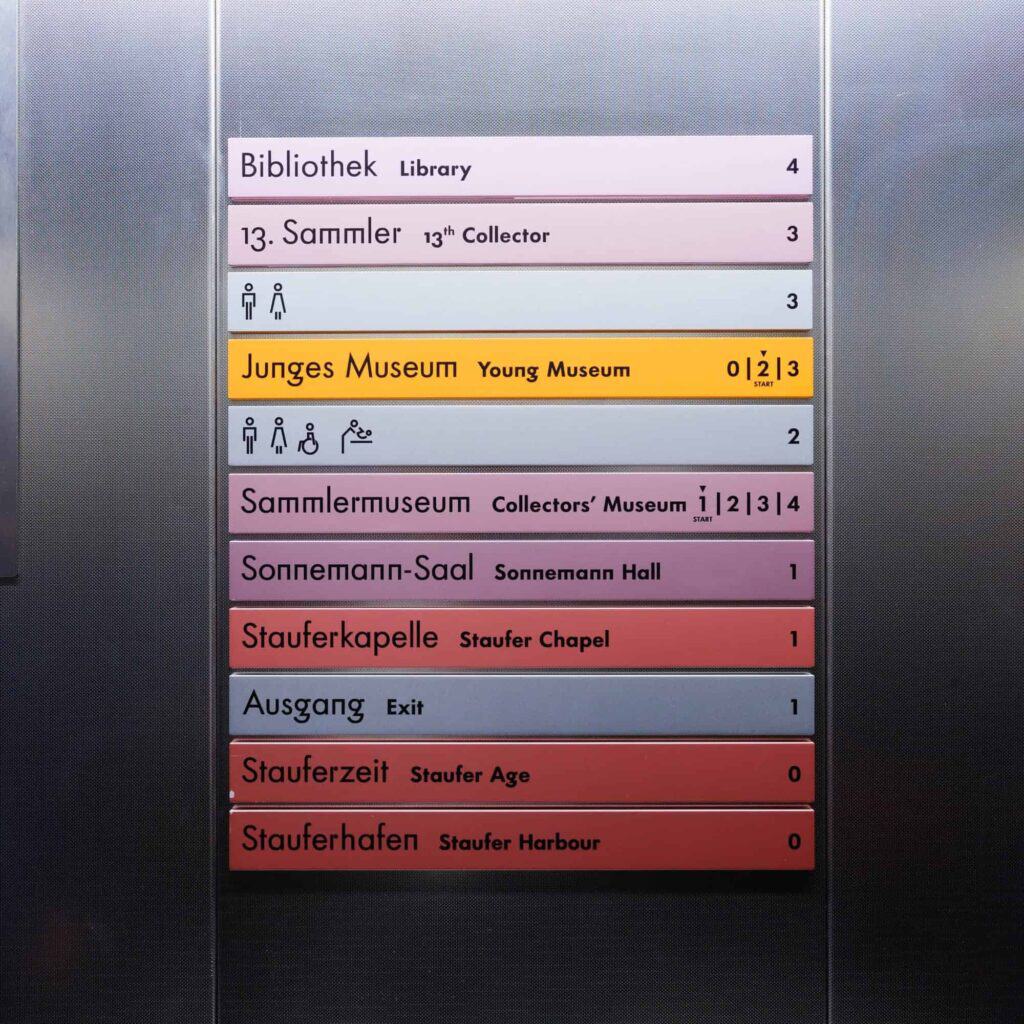 Bibliothek Library 4
13. Sammler 13th Collector 3
3
Junges Museum Young Museum 0 | 2 | 3
START
2
Sammlermuseum Collectors' Museum 1 | 2 | 3 | 4
START
Sonnemann-Saal Sonnemann Hall 1
Stauferkapelle Staufer Chapel 1
Ausgang Exit 1
Stauferzeit Staufer Age 0
Stauferhafen Staufer Harbour 0